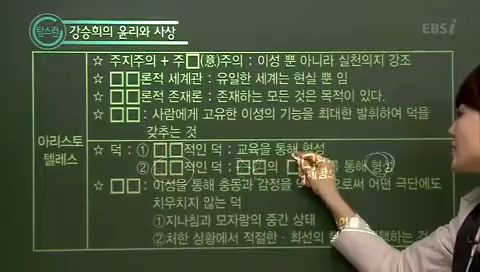 탐스런 강승희의 윤리와 사상
EBSi
☆ 주지주의 + 주□(意)주의 : 이성 뿐 아니라 실천의지 강조
☆ □□론적 세계관 : 유일한 세계는 현실 뿐 임
☆ □□론적 존재론 : 존재하는 모든 것은 목적이 있다.
☆ □□ : 사람에게 고유한 이성의 기능을 최대한 발휘하여 덕을
갖추는 것
아리스토
텔레스
☆ 덕 : ① □□적인 덕 : 교육을 통해 형성
② □□적인 덕 : □□의 □ 통해 형성
☆ □□ : 이성을 통해 충동과 감정을 으로써 어떤 극단에도
치우치지 않는 덕
①지나침과 모자람의 중간 상태
②처한 상황에서 적절한·최선의 택하는 것